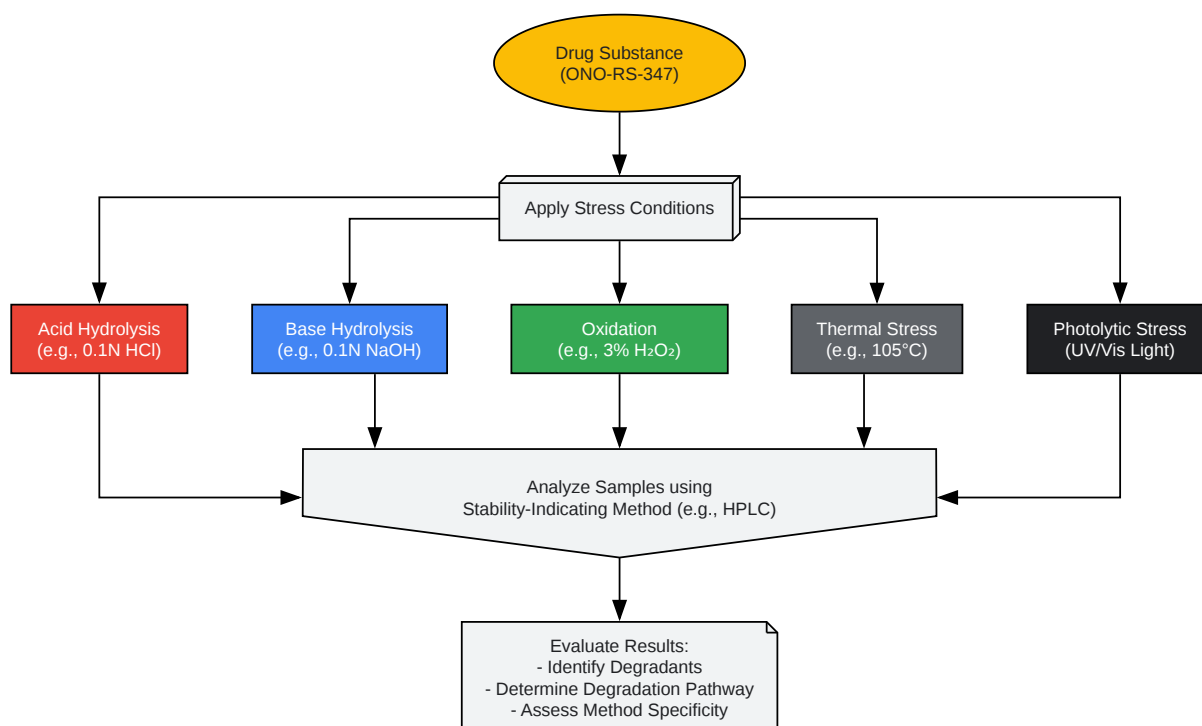 Drug Substance
(ONO-RS-347)
Apply Stress Conditions
Acid Hydrolysis
(e.g., 0.1N HCl)
Base Hydrolysis
(e.g., 0.1N NaOH)
Oxidation
(e.g., 3% H₂O₂)
Thermal Stress
(e.g., 105°C)
Photolytic Stress
(UV/Vis Light)
Analyze Samples using
Stability-Indicating Method (e.g., HPLC)
Evaluate Results:
- Identify Degradants
- Determine Degradation Pathway
- Assess Method Specificity